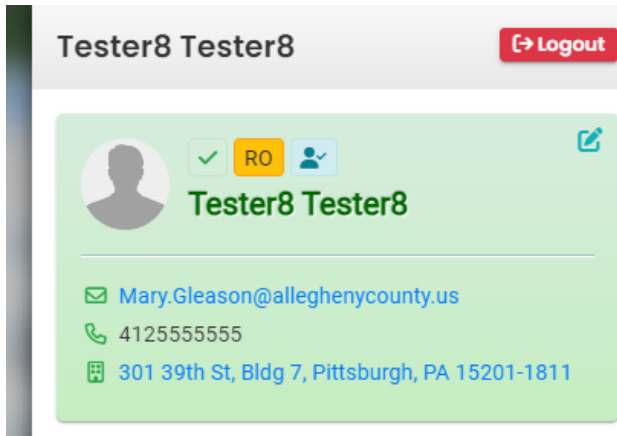 Tester8 Tester8
Logout
RO
Tester8 Tester8
Mary.Gleason@alleghenycounty.us
4125555555
301 39th St, Bldg 7, Pittsburgh, PA 15201-1811